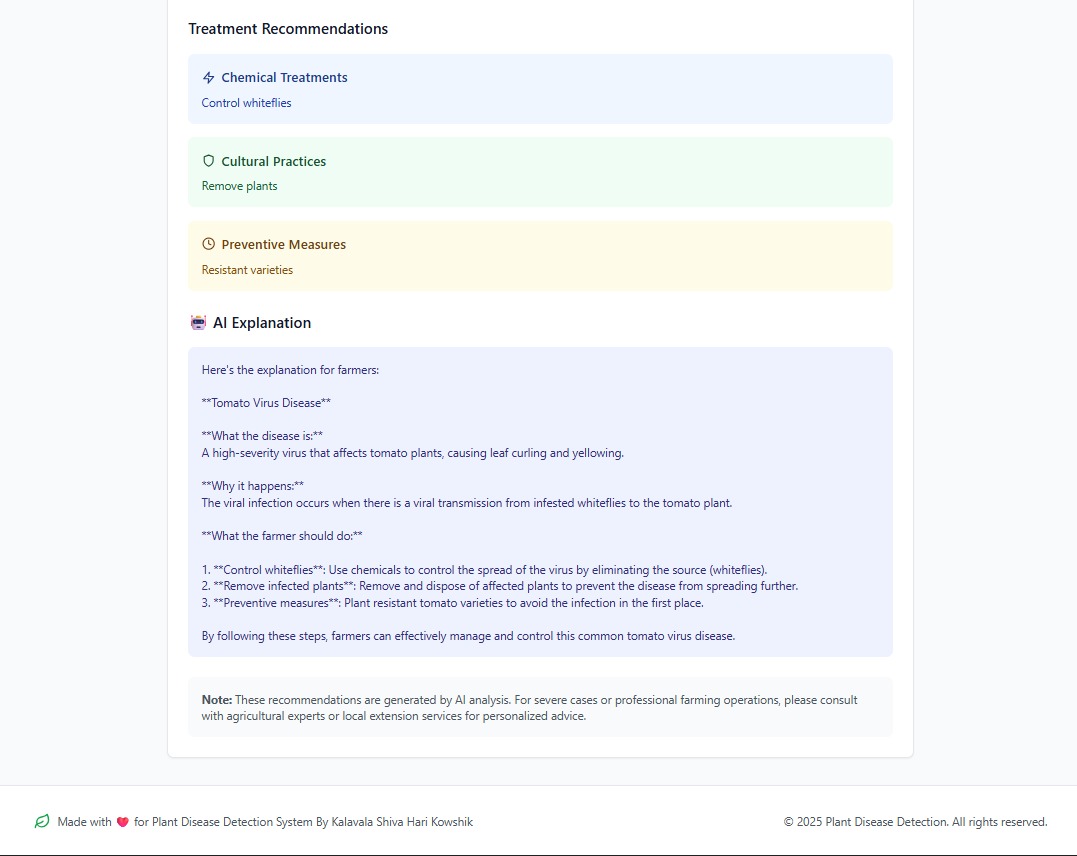 Treatment Recommendations
Chemical Treatments
Control whiteflies
Cultural Practices
Remove plants
Preventive Measures
Resistant varieties
AI Explanation
Here's the explanation for farmers:
**Tomato Virus Disease**
**What the disease is:**
A high-severity virus that affects tomato plants, causing leaf curling and yellowing.
**Why it happens:**
The viral infection occurs when there is a viral transmission from infested whiteflies to the tomato plant.
**What the farmer should do:**
1. **Control whiteflies**: Use chemicals to control the spread of the virus by eliminating the source (whiteflies).
2. **Remove infected plants**: Remove and dispose of affected plants to prevent the disease from spreading further.
3. **Preventive measures**: Plant resistant tomato varieties to avoid the infection in the first place.
By following these steps, farmers can effectively manage and control this common tomato virus disease.
Note: These recommendations are generated by AI analysis. For severe cases or professional farming operations, please consult
with agricultural experts or local extension services for personalized advice.
Made with ❤️ for Plant Disease Detection System By Kalavala Shiva Hari Kowshik
© 2025 Plant Disease Detection. All rights reserved.